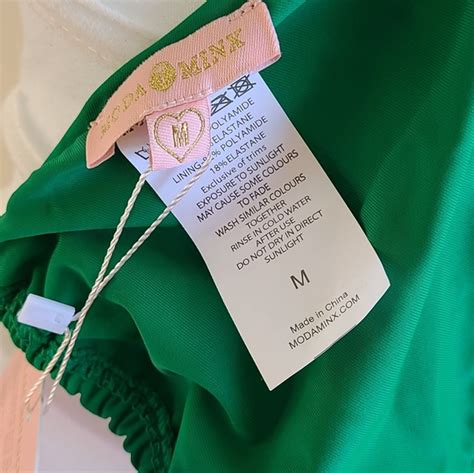 MODA MINX
M
POLYAMIDE
ELASTANE
LINING POLYAMIDE
18% ELASTANE
Exclusive of trims
EXPOSURE TO SUNLIGHT
MAY CAUSE SOME COLOURS
TO FADE
WASH SIMILAR COLOURS
TOGETHER
RINSE IN COLD WATER
AFTER USE
DO NOT DRY IN DIRECT
SUNLIGHT
M
Made in China
MODAMINX.COM